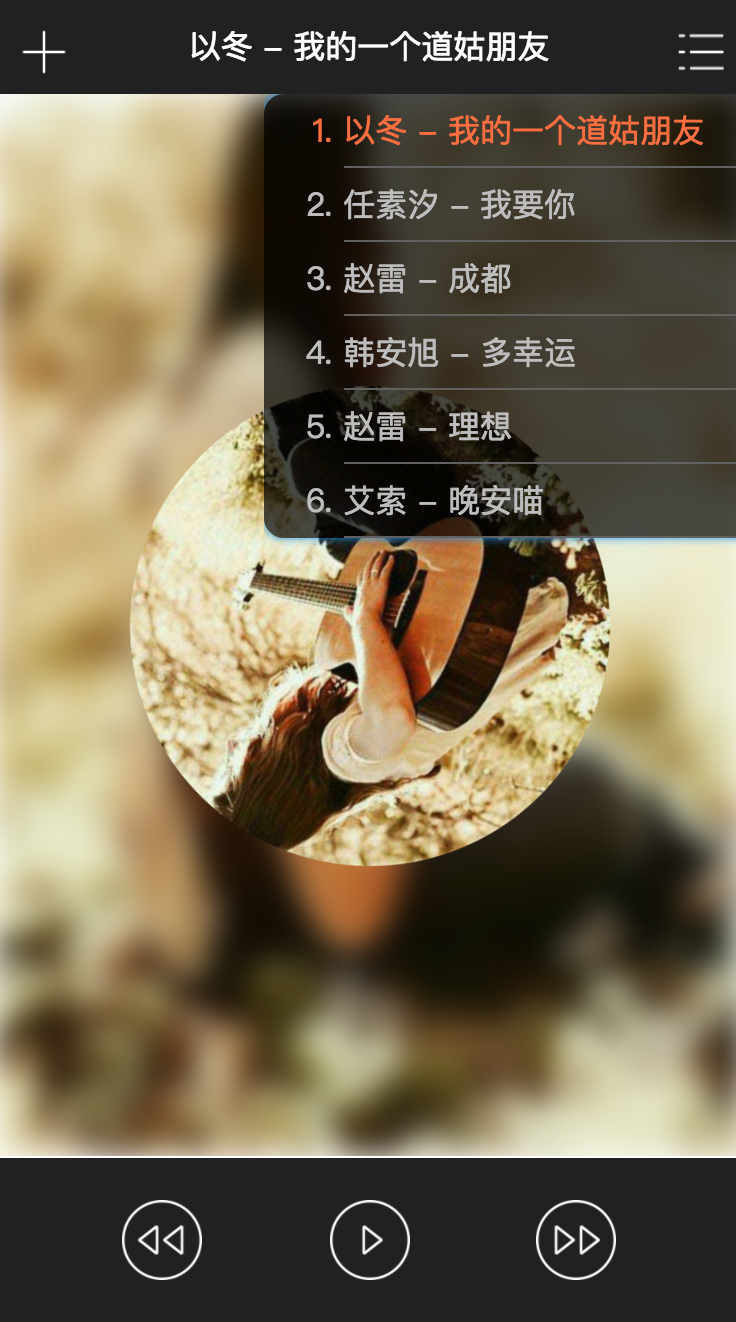 以冬 – 我的一个道姑朋友
1. 以冬 – 我的一个道姑朋友
2. 任素汐 – 我要你
3. 赵雷 – 成都
4. 韩安旭 – 多幸运
5. 赵雷 – 理想
6. 艾索 – 晚安喵